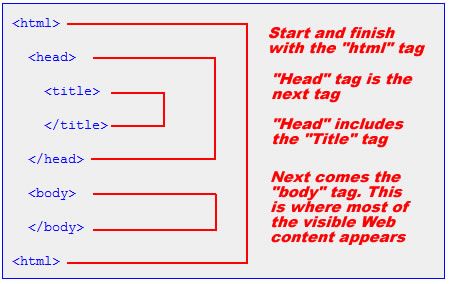 <html>
<head>
<title>
</title>
</head>
<body>
</body>
<html>
Start and finish
with the "html" tag
"Head" tag is the
next tag
"Head" includes
the "Title" tag
Next comes the
"body" tag. This
is where most of
the visible Web
content appears